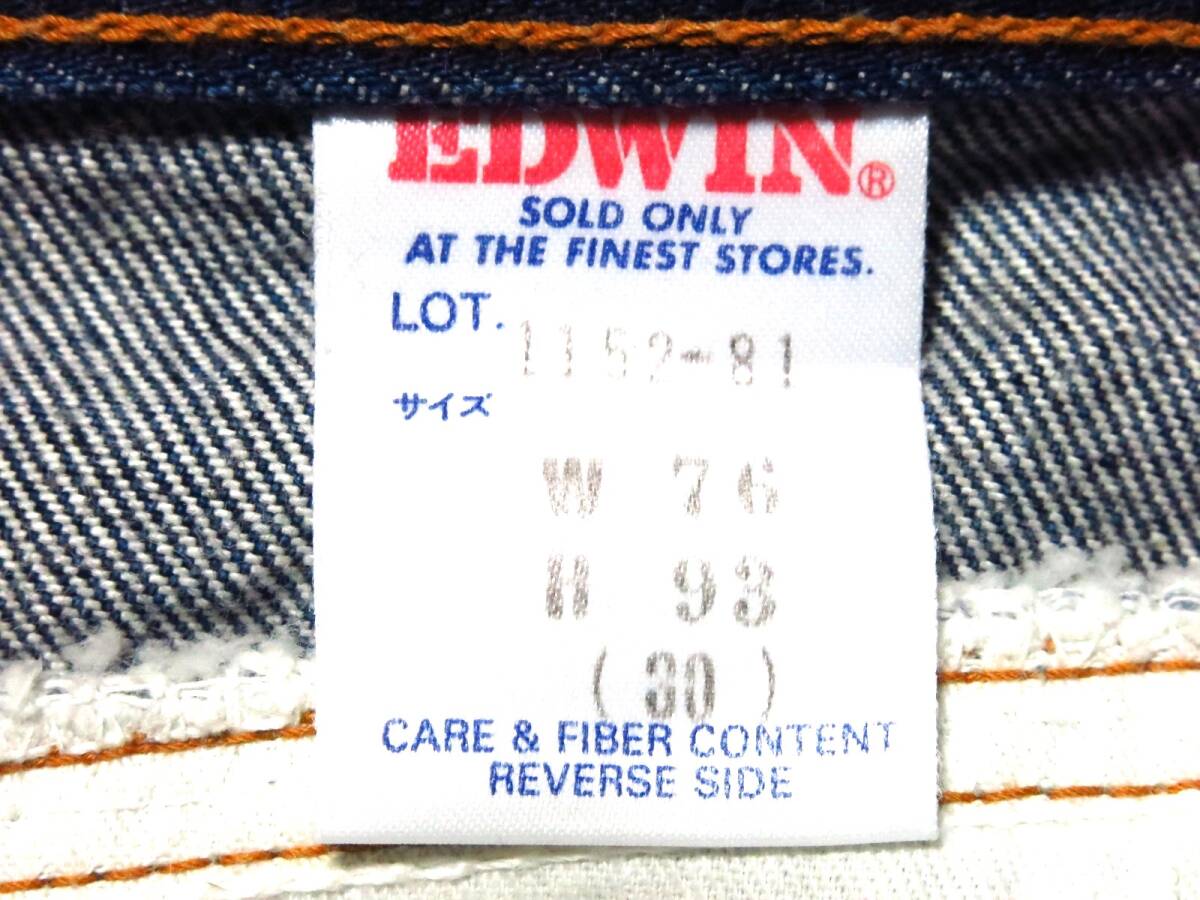 EDWIN®
SOLD ONLY
AT THE FINEST STORES.
LOT. 1152-81
サイズ
W 76
H 93
(30)
CARE & FIBER CONTENT
REVERSE SIDE